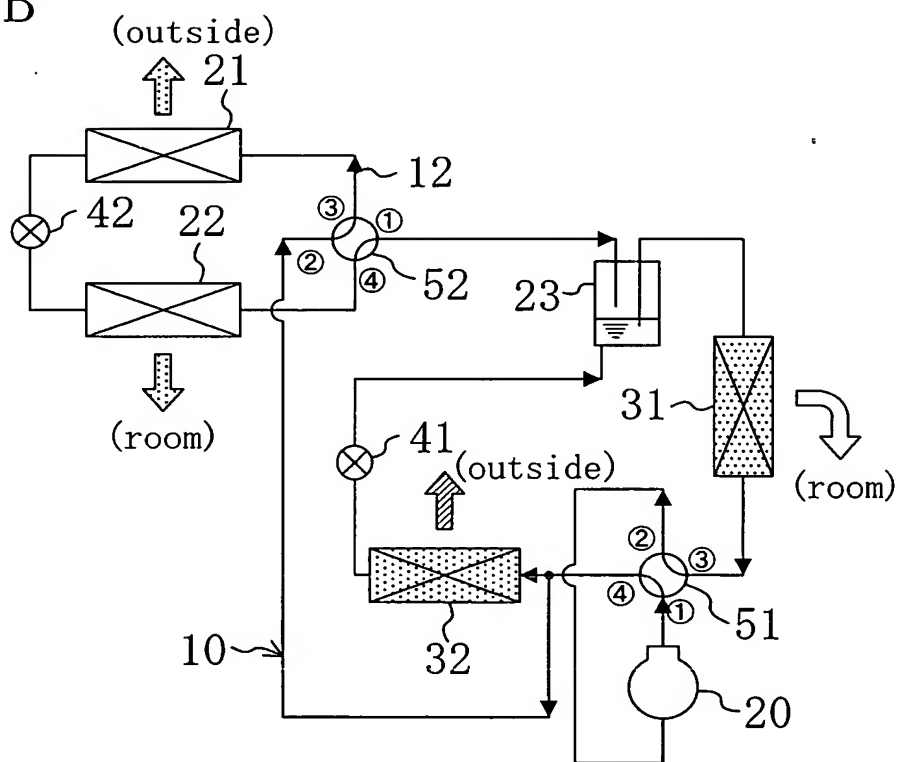 (outside)
21
12
③ ①
42
22
② ④ 52
23
(room)
31
41
(outside)
(room)
② ③
④ ① 51
10
32
20